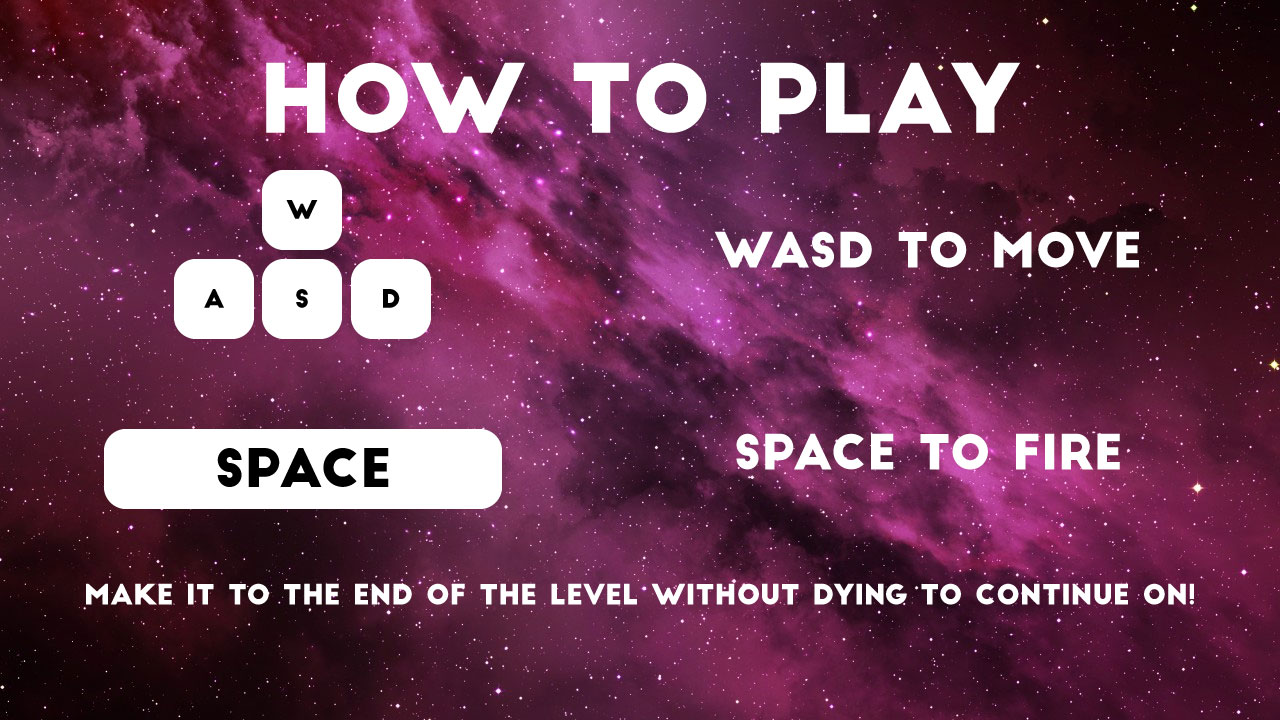 HOW TO PLAY
W
A S D
WASD TO MOVE
SPACE
SPACE TO FIRE
MAKE IT TO THE END OF THE LEVEL WITHOUT DYING TO CONTINUE ON!